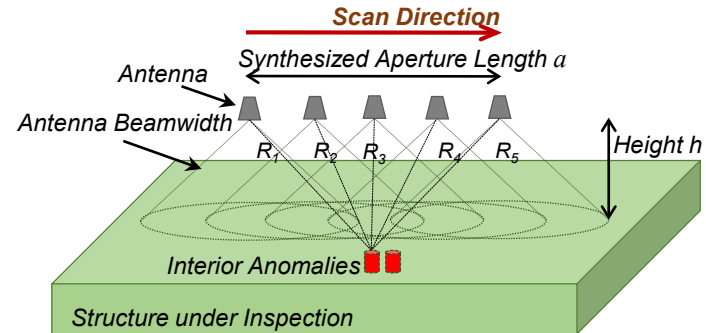 Scan Direction
Synthesized Aperture Length a
Antenna
Antenna Beamwidth
R1 R2 R3 R4 R5
Height h
Interior Anomalies
Structure under Inspection